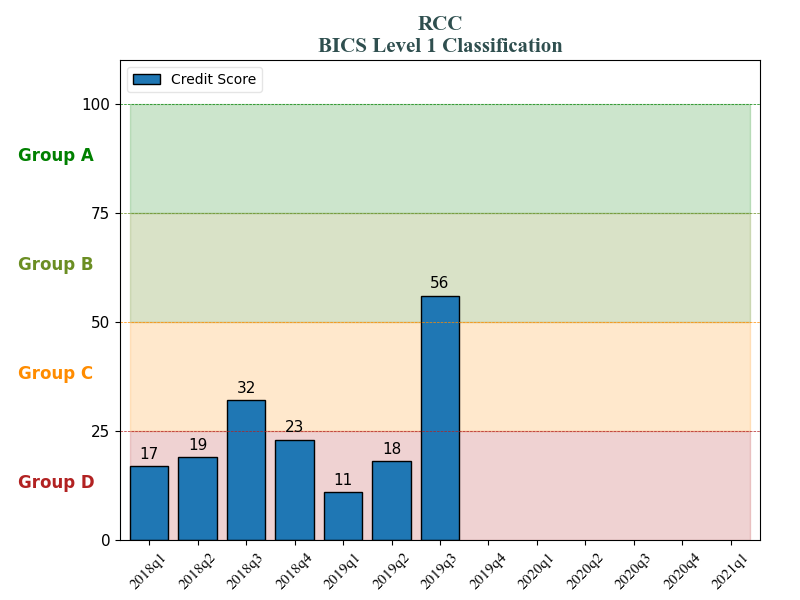 RCC
BICS Level 1 Classification
Credit Score
100
Group A
75
Group B
50
Group C
25
Group D
0
17
19
32
23
11
18
56
2018q1
2018q2
2018q3
2018q4
2019q1
2019q2
2019q3
2019q4
2020q1
2020q2
2020q3
2020q4
2021q1